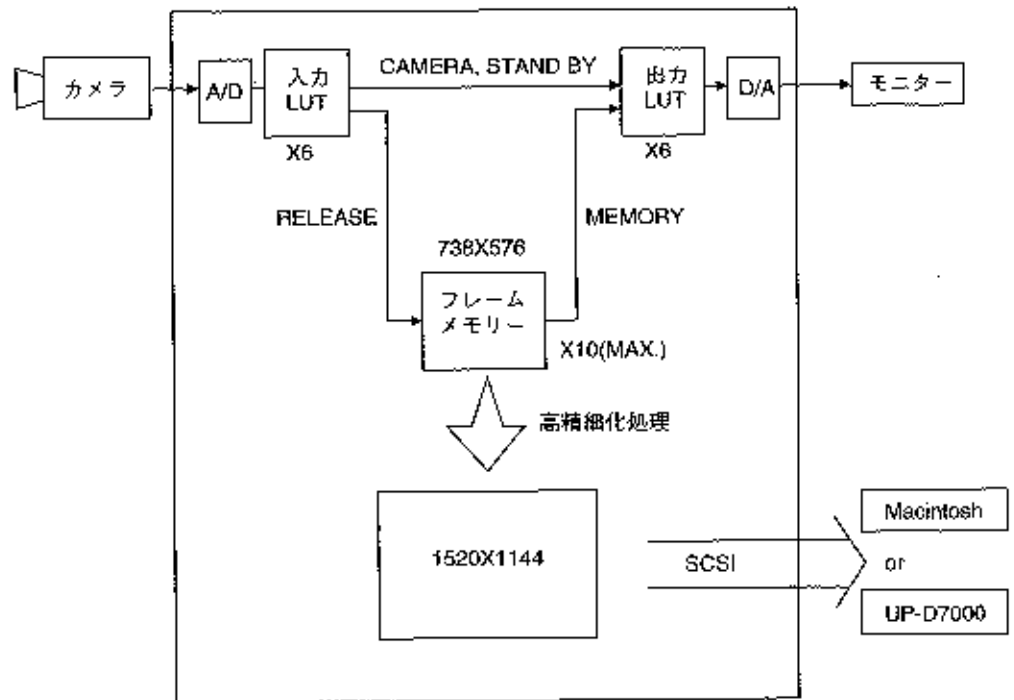 カメラ
A/D
入力
LUT
X6
CAMERA, STAND BY
出力
LUT
X6
D/A
モニター
RELEASE
MEMORY
738X576
フレーム
メモリー
X10(MAX.)
高精細化処理
1520X1144
SCSI
Macintosh
or
UP-D7000